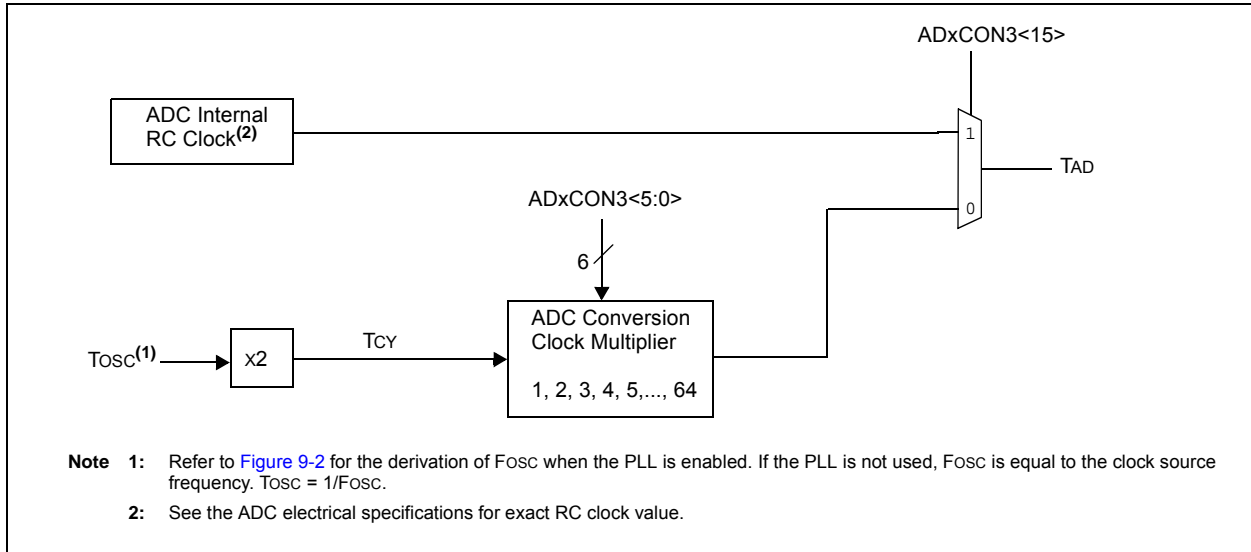 ADxCON3<15>
ADC Internal
RC Clock(2)
1
TAD
ADxCON3<5:0>
0
6
ADC Conversion
Clock Multiplier
TOSC(1)
X2
TCY
1, 2, 3, 4, 5,..., 64
Note 1: Refer to Figure 9-2 for the derivation of FOSC when the PLL is enabled. If the PLL is not used, FOSC is equal to the clock source
frequency. TOSC = 1/FOSC.
2: See the ADC electrical specifications for exact RC clock value.